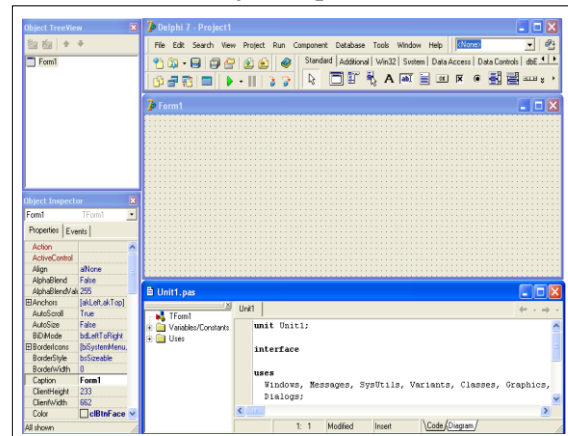 Object TreeView
Form1
Delphi 7 - Project1
File Edit Search View Project Run Component Database Tools Window Help <None>
Standard Additional Win32 System Data Access Data Controls dbE
Form1
Object Inspector
Form1 TForm1
Properties Events
Action
ActiveControl
Align alNone
AlphaBlend False
AlphaBlendVal 255
Anchors [akLeft,akTop]
AutoScroll True
AutoSize False
BiDiMode bdLeftToRight
BorderIcons [biSystemMenu,
BorderStyle bsSizeable
BorderWidth 0
Caption Form1
ClientHeight 233
ClientWidth 662
Color clBtnFace
All shown
Unit1.pas
TForm1
Variables/Constants
Uses
Unit1
unit Unit1;
interface
uses
Windows, Messages, SysUtils, Variants, Classes, Graphics,
Dialogs;
1: 1 Modified Insert Code Diagram